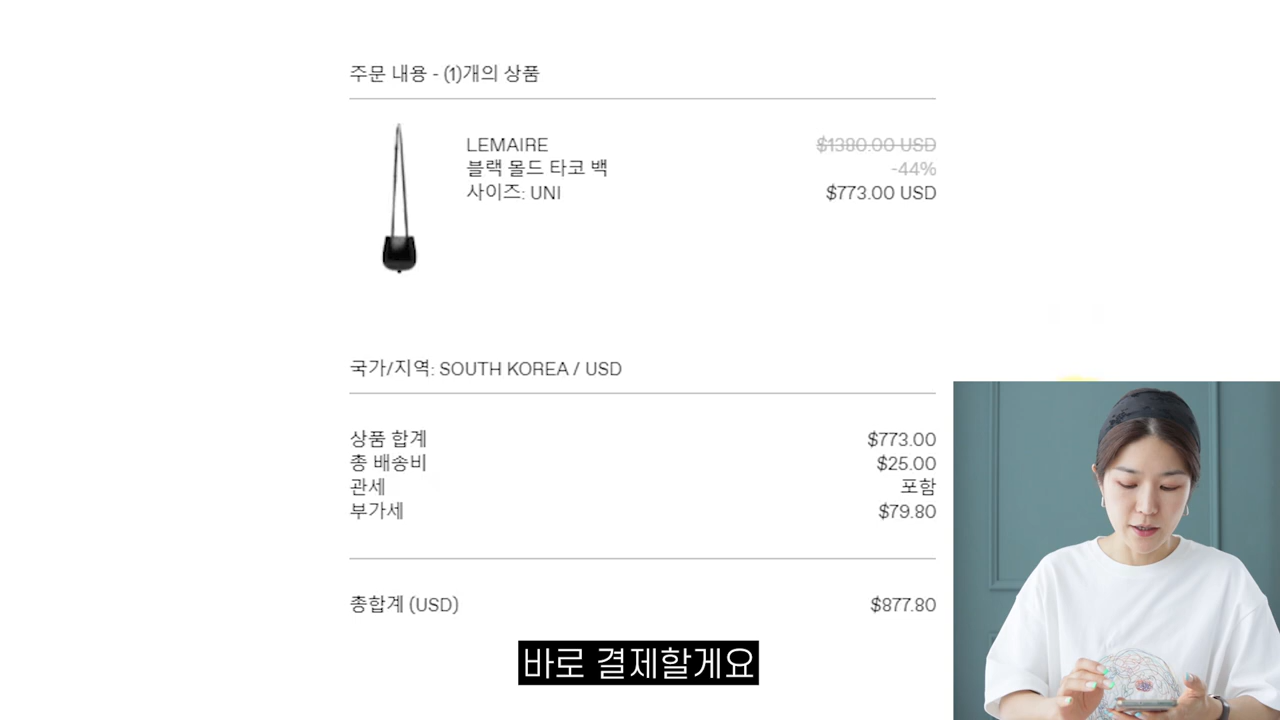 주문 내용 - (1)개의 상품
LEMAIRE
$1380.00 USD
블랙 몰드 타코 백
-44%
사이즈: UNI
$773.00 USD
국가/지역: SOUTH KOREA / USD
상품 합계
$773.00
총 배송비
$25.00
관세
포함
부가세
$79.80
총합계 (USD)
$877.80
바로 결제할게요